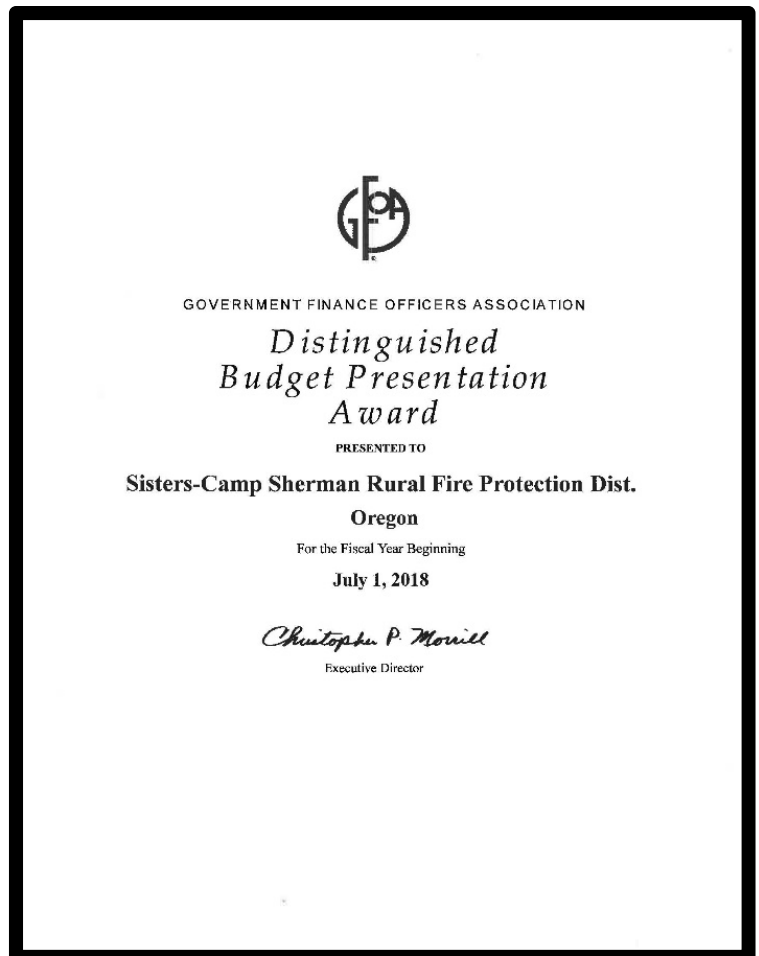 GFOA
GOVERNMENT FINANCE OFFICERS ASSOCIATION
Distinguished
Budget Presentation
Award
PRESENTED TO
Sisters-Camp Sherman Rural Fire Protection Dist.
Oregon
For the Fiscal Year Beginning
July 1, 2018
Christopher P. Morrill
Executive Director